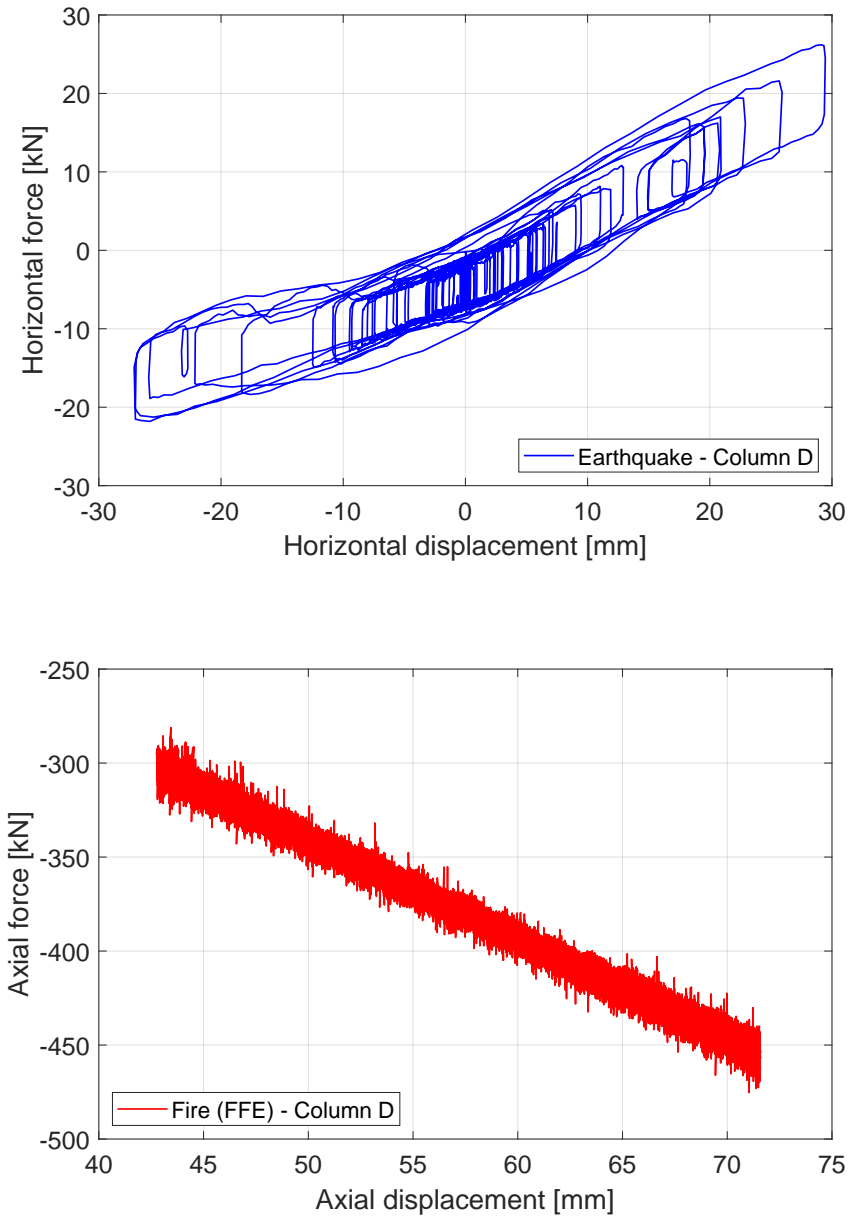 30
20
10
0
-10
-20
-30
Horizontal force [kN]
Earthquake - Column D
-30 -20 -10 0 10 20 30
Horizontal displacement [mm]
-250
-300
-350
-400
-450
-500
Axial force [kN]
Fire (FFE) - Column D
40 45 50 55 60 65 70 75
Axial displacement [mm]